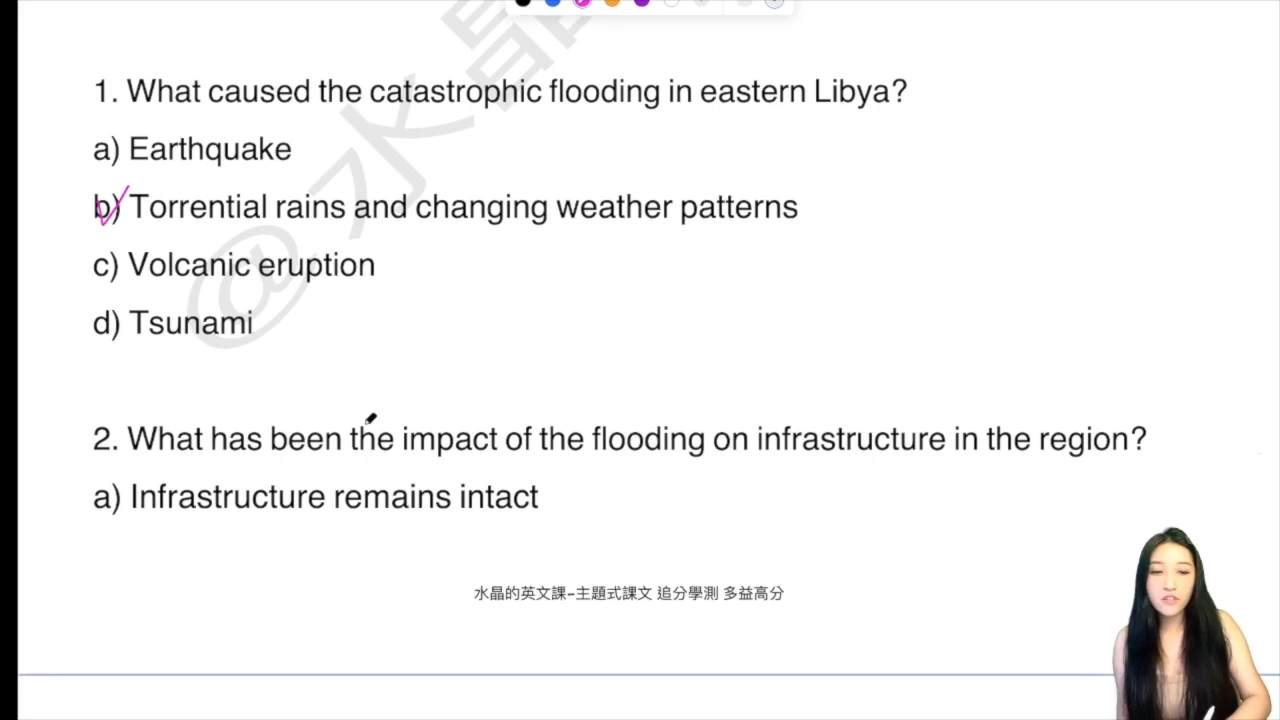 1. What caused the catastrophic flooding in eastern Libya?
a) Earthquake
b) Torrential rains and changing weather patterns
c) Volcanic eruption
d) Tsunami
@水晶
2. What has been the impact of the flooding on infrastructure in the region?
a) Infrastructure remains intact
水晶的英文課-主題式課文 追分學測 多益高分